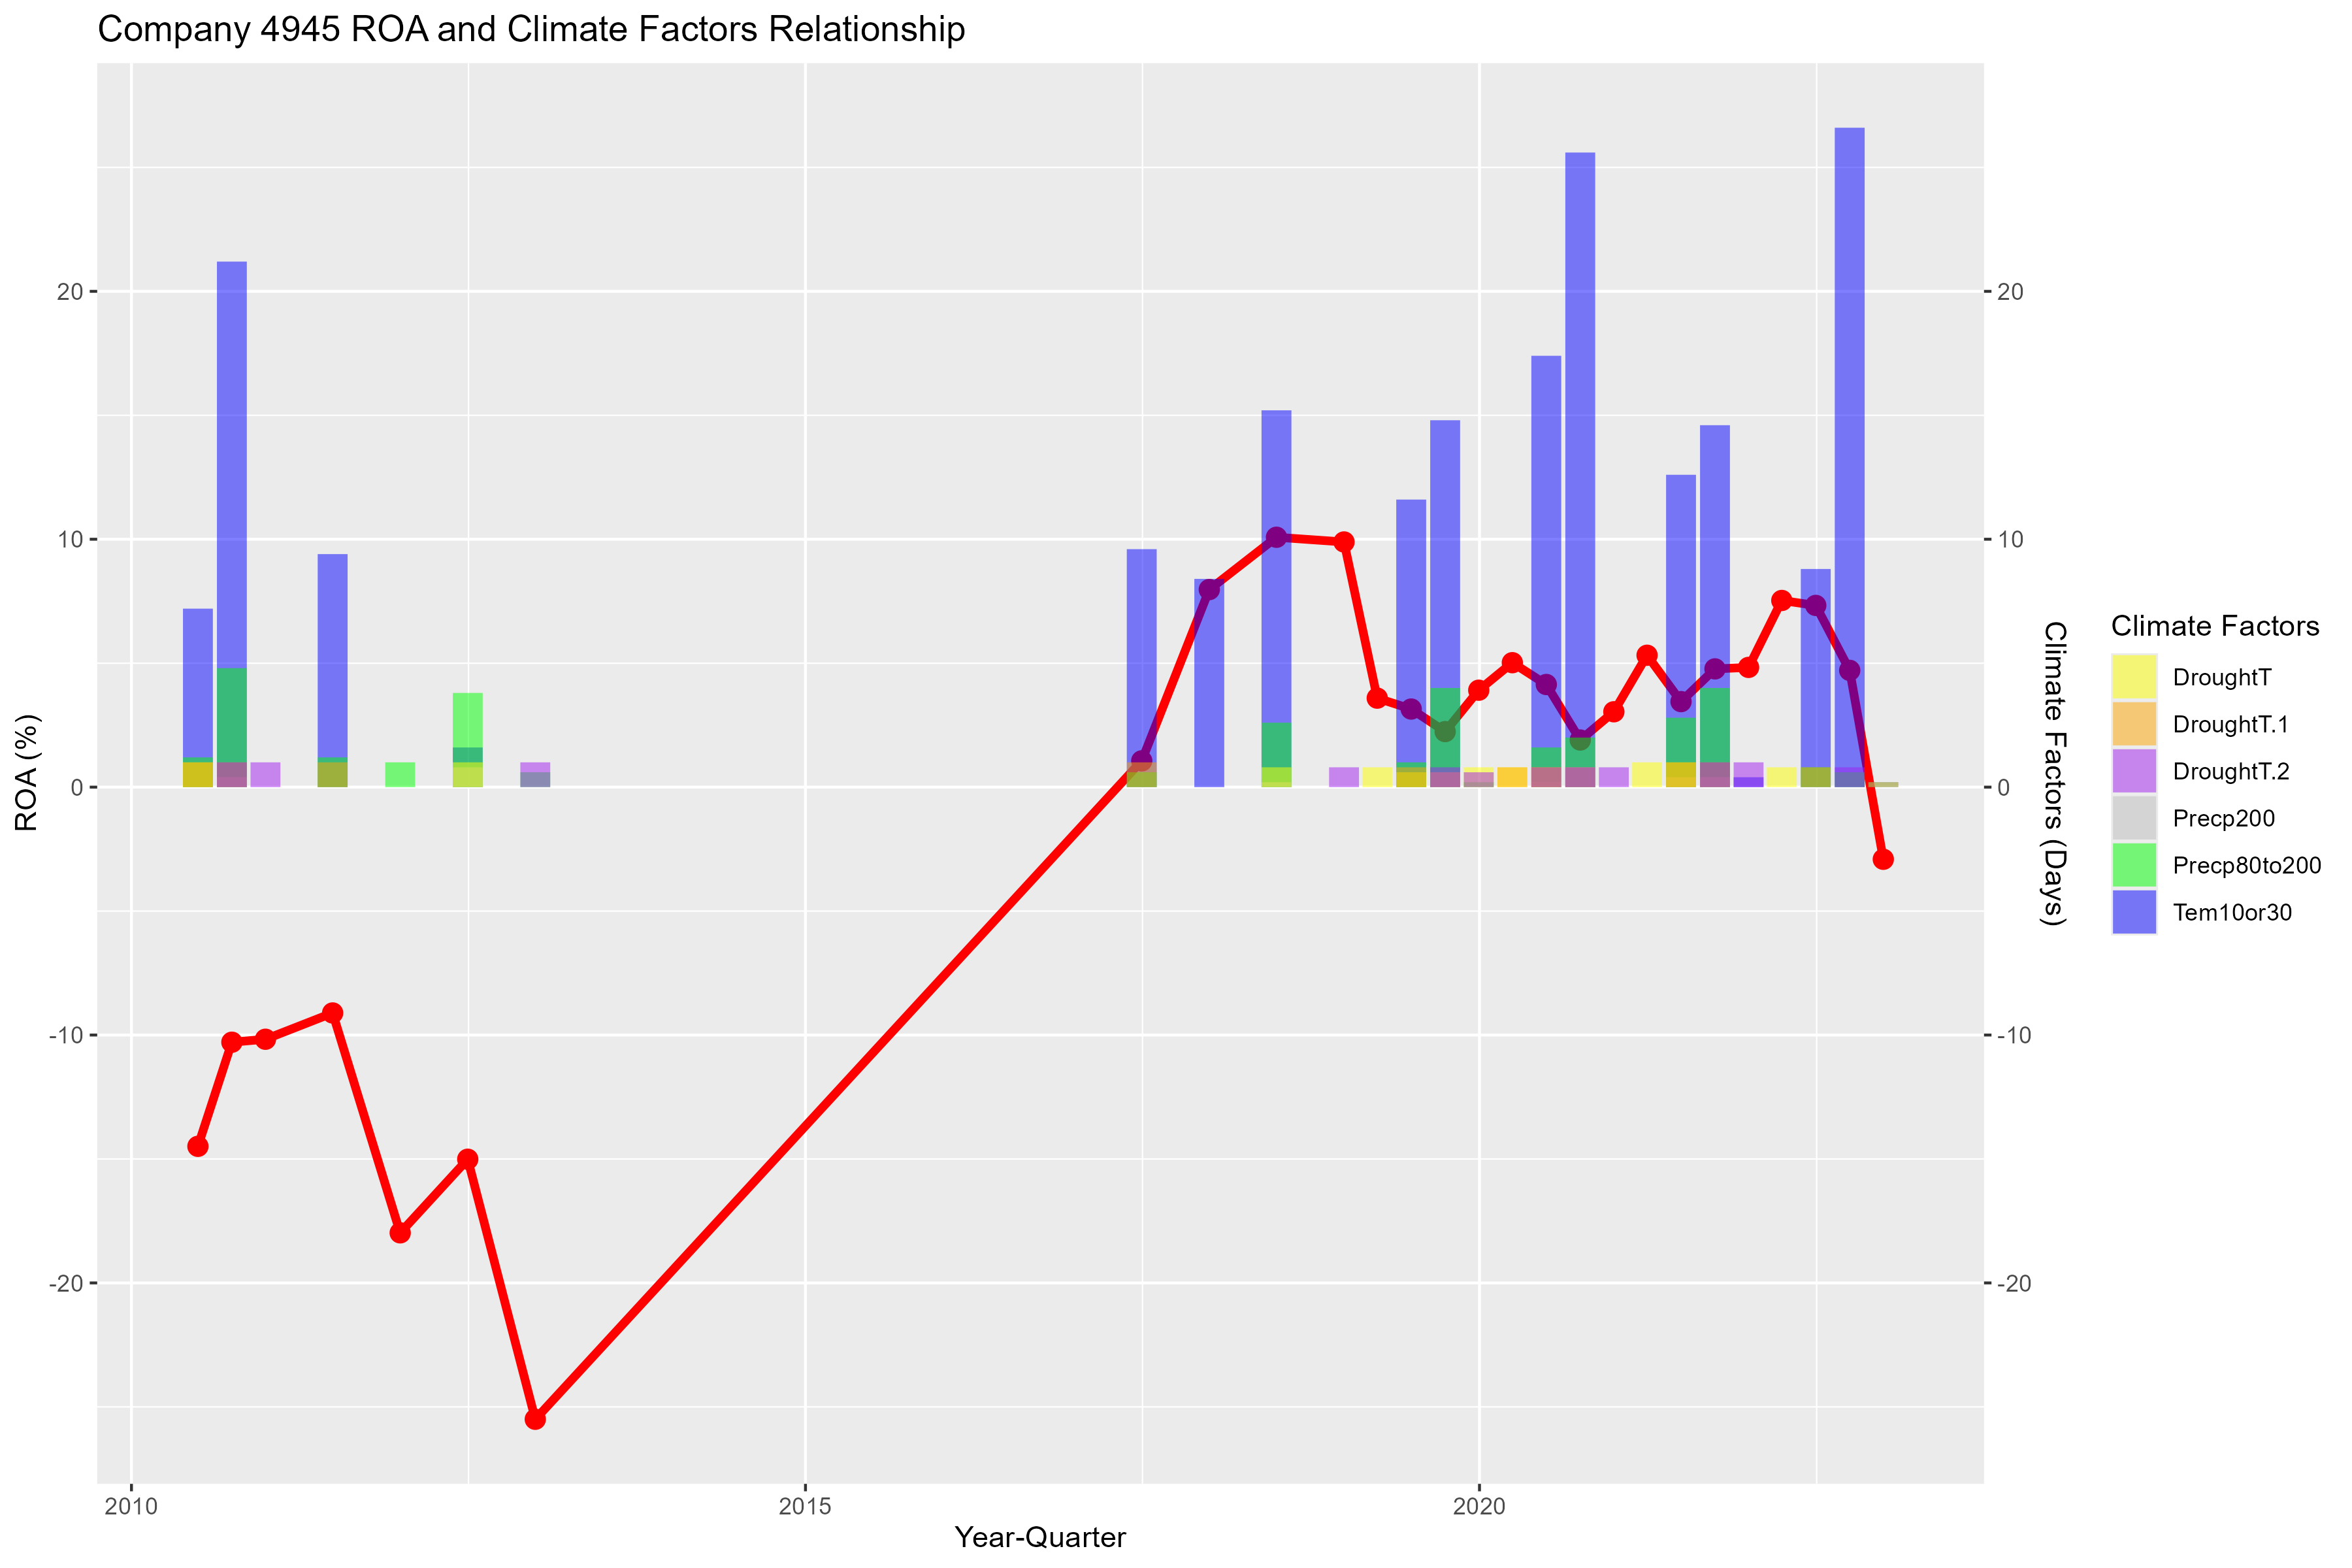 Company 4945 ROA and Climate Factors Relationship
ROA (%)
20
10
0
-10
-20
20
10
0
-10
-20
Climate Factors (Days)
2010
2015
2020
Year-Quarter
Climate Factors
DroughtT
DroughtT.1
DroughtT.2
Precp200
Precp80to200
Tem10or30